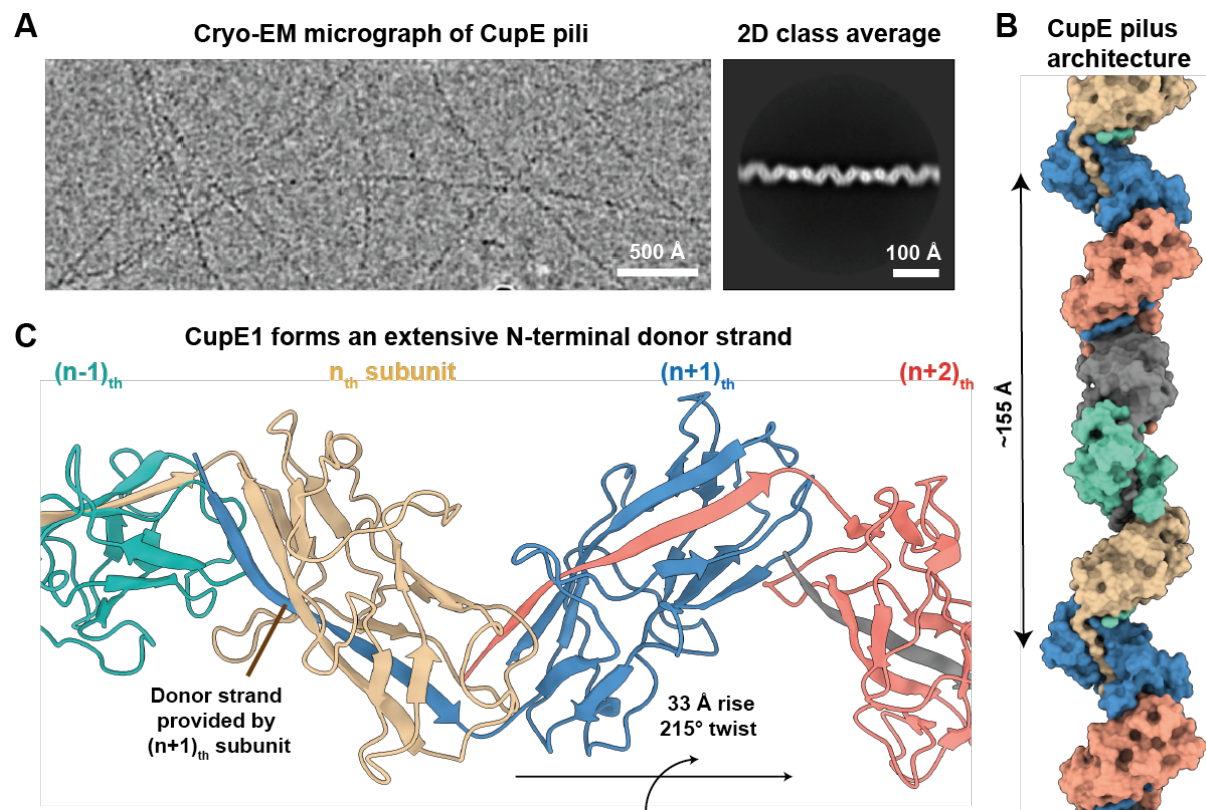 A
Cryo-EM micrograph of CupE pili
2D class average
500 Å
100 Å
B
CupE pilus
architecture
~155 Å
C
CupE1 forms an extensive N-terminal donor strand
(n-1)th
nth subunit
(n+1)th
(n+2)th
Donor strand
provided by
(n+1)th subunit
33 Å rise
215° twist